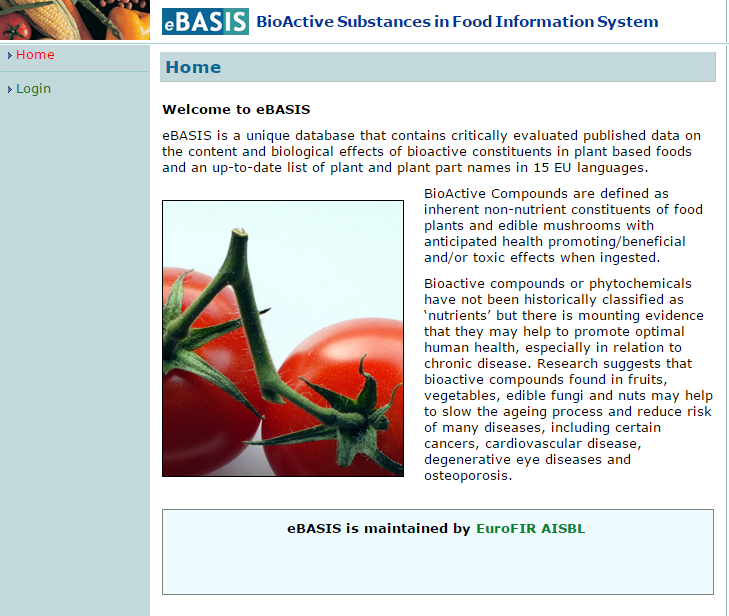 eBASIS BioActive Substances in Food Information System
Home
Login
Home
Welcome to eBASIS
eBASIS is a unique database that contains critically evaluated published data on
the content and biological effects of bioactive constituents in plant based foods
and an up-to-date list of plant and plant part names in 15 EU languages.
BioActive Compounds are defined as
inherent non-nutrient constituents of food
plants and edible mushrooms with
anticipated health promoting/beneficial
and/or toxic effects when ingested.
Bioactive compounds or phytochemicals
have not been historically classified as
‘nutrients’ but there is mounting evidence
that they may help to promote optimal
human health, especially in relation to
chronic disease. Research suggests that
bioactive compounds found in fruits,
vegetables, edible fungi and nuts may help
to slow the ageing process and reduce risk
of many diseases, including certain
cancers, cardiovascular disease,
degenerative eye diseases and
osteoporosis.
eBASIS is maintained by EuroFIR AISBL